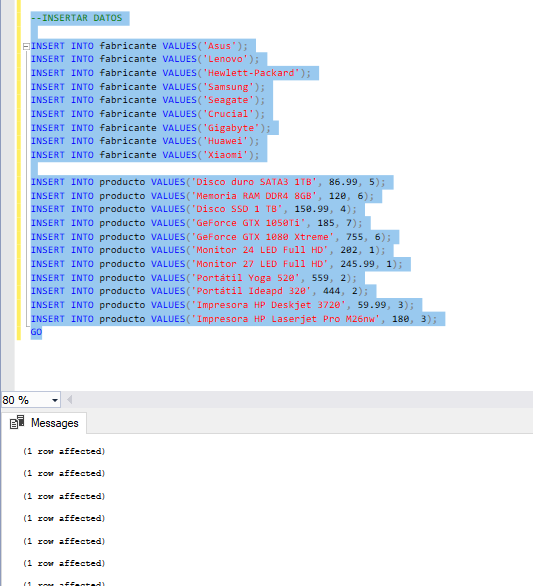 --INSERTAR DATOS
INSERT INTO fabricante VALUES('Asus');
INSERT INTO fabricante VALUES('Lenovo');
INSERT INTO fabricante VALUES('Hewlett-Packard');
INSERT INTO fabricante VALUES('Samsung');
INSERT INTO fabricante VALUES('Seagate');
INSERT INTO fabricante VALUES('Crucial');
INSERT INTO fabricante VALUES('Gigabyte');
INSERT INTO fabricante VALUES('Huawei');
INSERT INTO fabricante VALUES('Xiaomi');
INSERT INTO producto VALUES('Disco duro SATA3 1TB', 86.99, 5);
INSERT INTO producto VALUES('Memoria RAM DDR4 8GB', 120, 6);
INSERT INTO producto VALUES('Disco SSD 1 TB', 150.99, 4);
INSERT INTO producto VALUES('GeForce GTX 1050Ti', 185, 7);
INSERT INTO producto VALUES('GeForce GTX 1080 Xtreme', 755, 6);
INSERT INTO producto VALUES('Monitor 24 LED Full HD', 202, 1);
INSERT INTO producto VALUES('Monitor 27 LED Full HD', 245.99, 1);
INSERT INTO producto VALUES('Portátil Yoga 520', 559, 2);
INSERT INTO producto VALUES('Portátil Ideapd 320', 444, 2);
INSERT INTO producto VALUES('Impresora HP Deskjet 3720', 59.99, 3);
INSERT INTO producto VALUES('Impresora HP Laserjet Pro M26nw', 180, 3);
GO
80 %
Messages
(1 row affected)
(1 row affected)
(1 row affected)
(1 row affected)
(1 row affected)
(1 row affected)
(1 row affected)